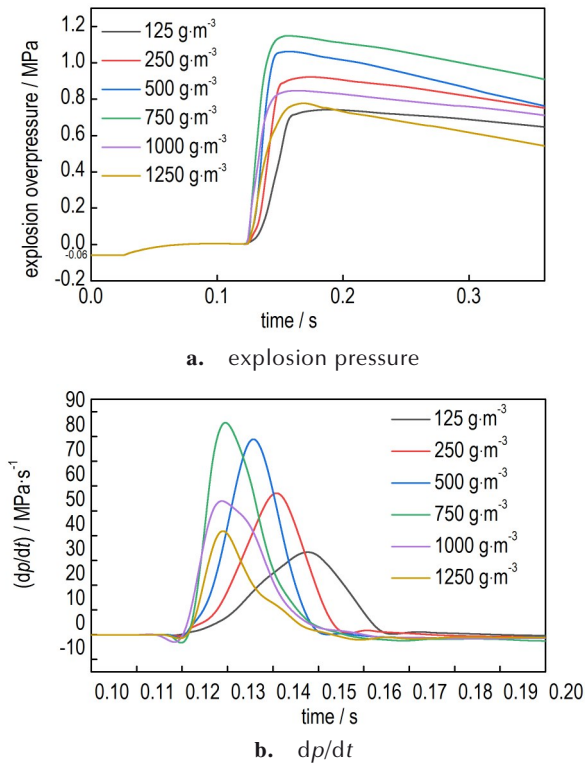 1.2
1.0
0.8
0.6
0.4
0.2
0.0
-0.06
-0.2
explosion overpressure / MPa
125 g·m⁻³
250 g·m⁻³
500 g·m⁻³
750 g·m⁻³
1000 g·m⁻³
1250 g·m⁻³
0.0 0.1 0.2 0.3
time / s
a. explosion pressure
90
80
70
60
50
40
30
20
10
0
-10
(dp/dt) / MPa·s⁻¹
125 g·m⁻³
250 g·m⁻³
500 g·m⁻³
750 g·m⁻³
1000 g·m⁻³
1250 g·m⁻³
0.10 0.11 0.12 0.13 0.14 0.15 0.16 0.17 0.18 0.19 0.20
time / s
b. dp/dt